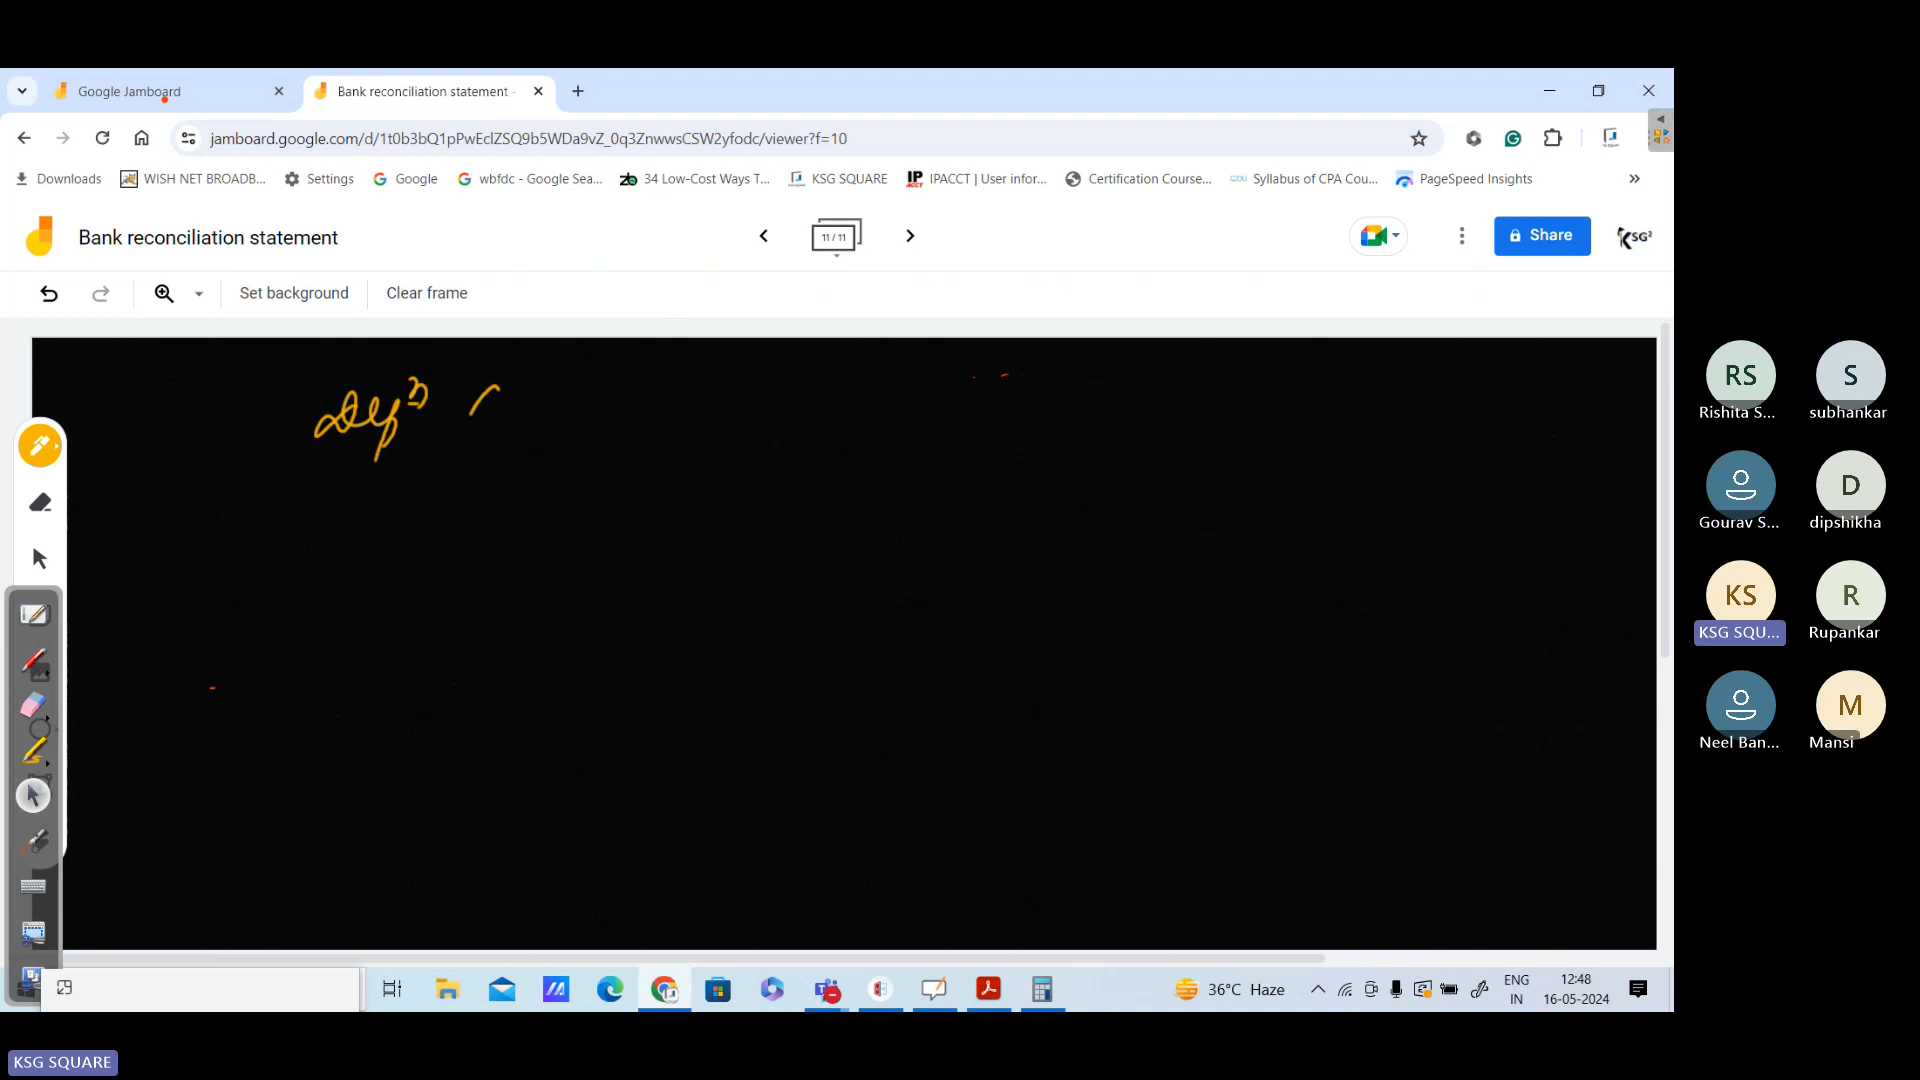 Google Jamboard
Bank reconciliation statement -
jamboard.google.com/d/1t0b3bQ1pPwEclZSQ9b5WDa9vZ_0q3ZnwwsCSW2yfodc/viewer?f=10
Downloads WISH NET BROADB... Settings Google wbfdc - Google Sea... 34 Low-Cost Ways T... KSG SQUARE IPACCT | User infor... Certification Course... Syllabus of CPA Cou... PageSpeed Insights »
Bank reconciliation statement
11 / 11
Share
KSG²
Set background Clear frame
Depⁿ
RS S
Rishita S... subhankar
D
Gourav S... dipshikha
KS R
KSG SQU... Rupankar
M
Neel Ban... Mansi
36°C Haze
ENG
IN
12:48
16-05-2024
KSG SQUARE